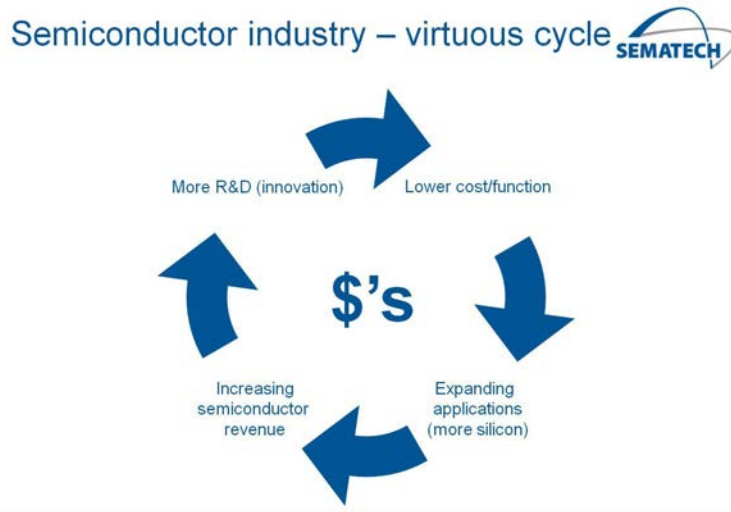 Semiconductor industry – virtuous cycle
SEMATECH
More R&D (innovation)
Lower cost/function
$'s
Increasing
semiconductor
revenue
Expanding
applications
(more silicon)